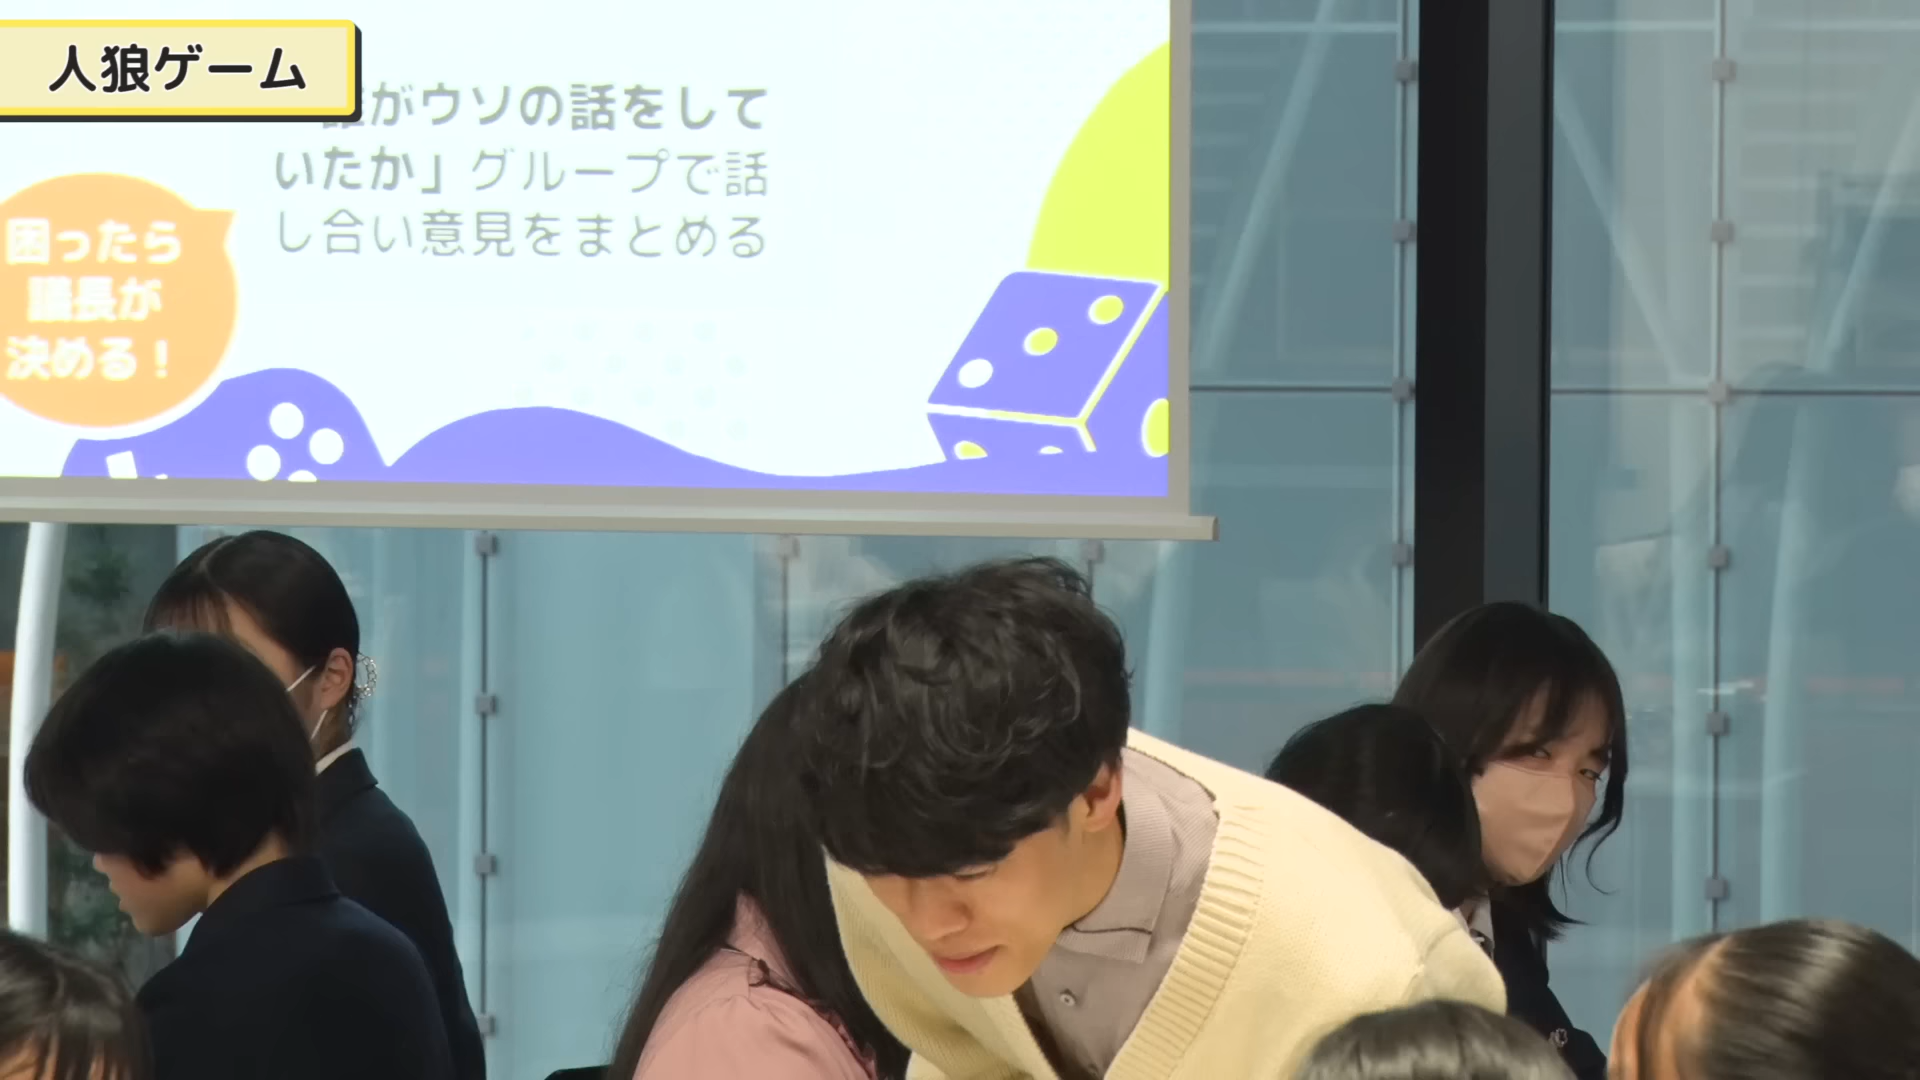 人狼ゲーム
誰がウソの話をして
いたか」グループで話
し合い意見をまとめる
困ったら
議長が
決める！